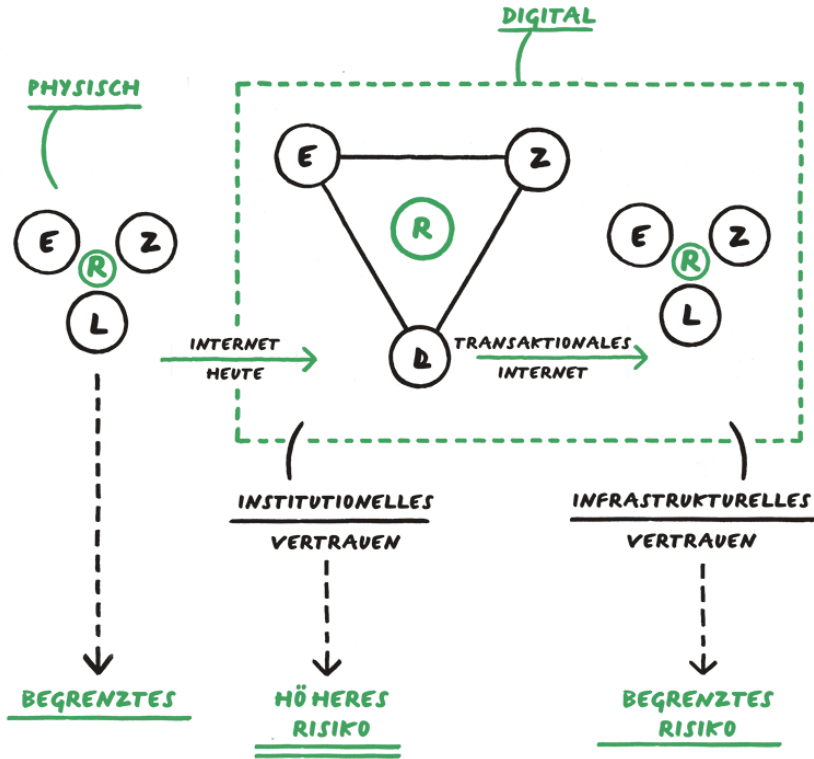 DIGITAL
PHYSISCH
E
Z
R
E
Z
R
L
E
Z
R
L
INTERNET
HEUTE
TRANSAKTIONALES
INTERNET
INSTITUTIONELLES
VERTRAUEN
INFRASTRUKTURELLES
VERTRAUEN
BEGRENZTES
HÖHERES
RISIKO
BEGRENZTES
RISIKO